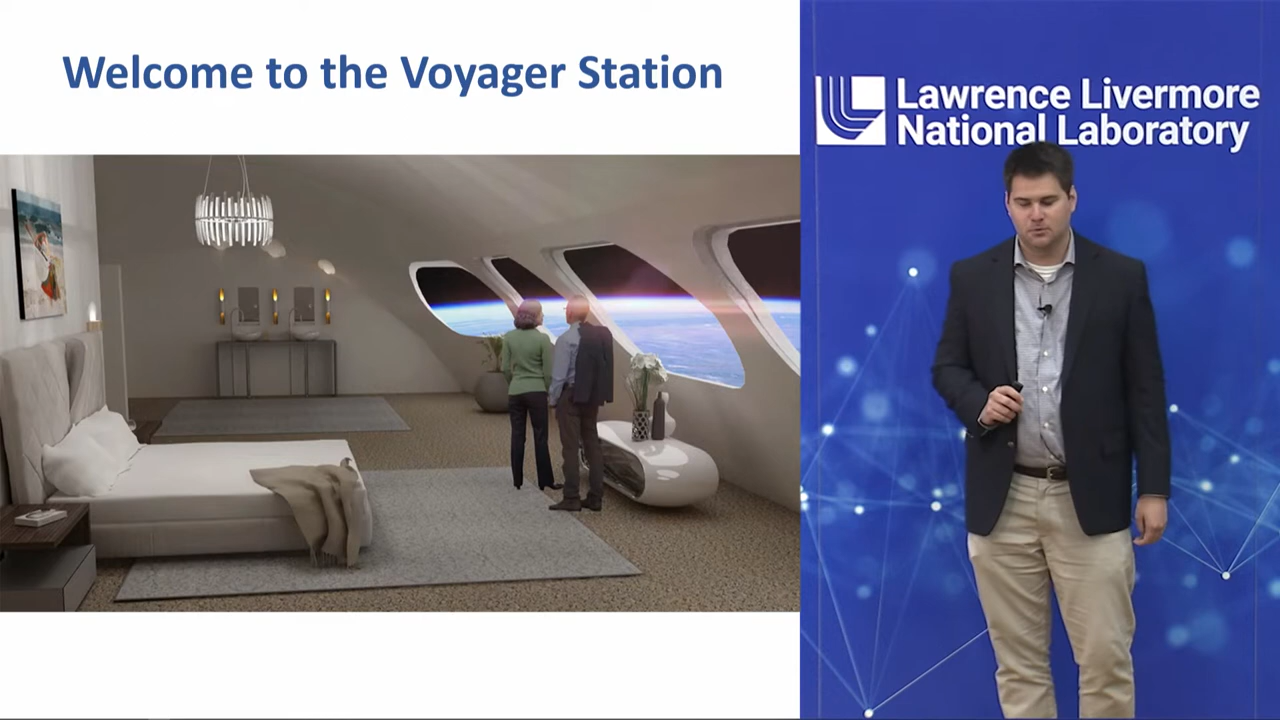 Welcome to the Voyager Station
Lawrence Livermore
National Laboratory